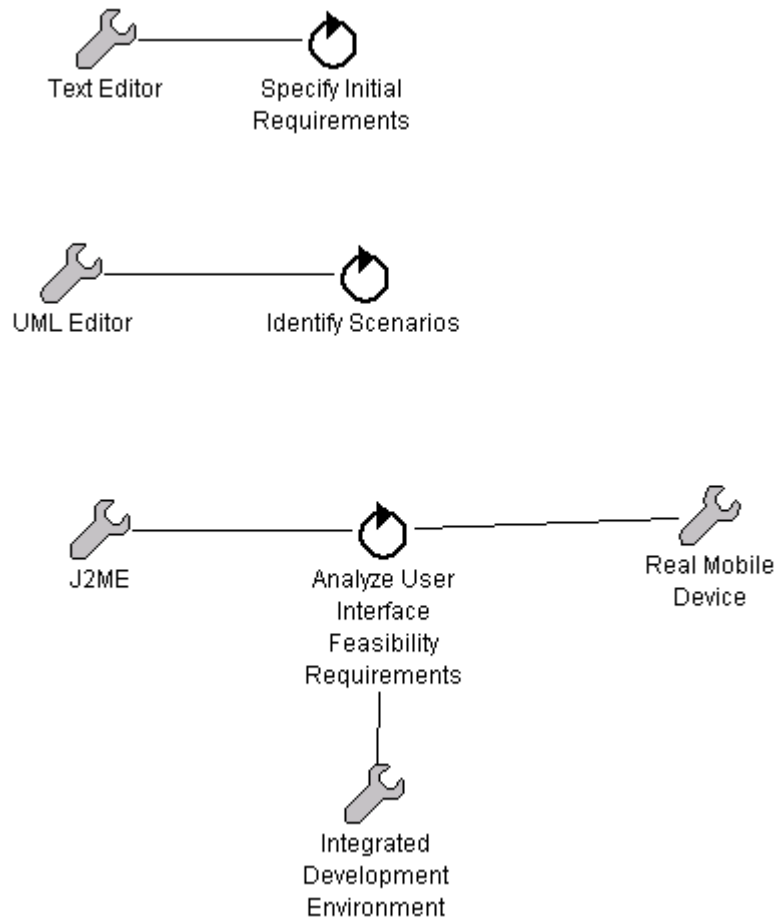 Text Editor
Specify Initial
Requirements
UML Editor
Identify Scenarios
J2ME
Analyze User
Interface
Feasibility
Requirements
Real Mobile
Device
Integrated
Development
Environment